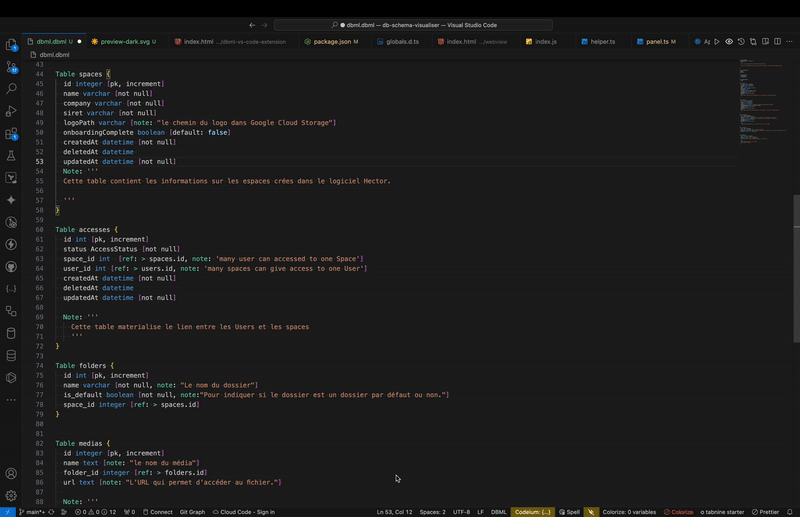 dbml.dbml — db-schema-visualiser — Visual Studio Code
dbml.dbml U
preview-dark.svg U
index.html .../dbml-vs-code-extension
package.json M
globals.d.ts
index.html .../webview
index.js
helper.ts
panel.ts M
dbml.dbml
43
44 Table spaces {
45 id integer [pk, increment]
46 name varchar [not null]
47 company varchar [not null]
48 siret varchar [not null]
49 logoPath varchar [note: "le chemin du logo dans Google Cloud Storage"]
50 onboardingComplete boolean [default: false]
51 createdAt datetime [not null]
52 deletedAt datetime
53 updatedAt datetime [not null]
54 Note: '''
55 Cette table contient les informations sur les espaces crées dans le logiciel Hector.
56
57 '''
58 }
59
60 Table accesses {
61 id int [pk, increment]
62 status AccessStatus [not null]
63 space_id int [ref: > spaces.id, note: 'many user can accessed to one Space']
64 user_id int [ref: > users.id, note: 'many spaces can give access to one User']
65 createdAt datetime [not null]
66 deletedAt datetime
67 updatedAt datetime [not null]
68
69 Note: '''
70 Cette table materialise le lien entre les Users et les spaces
71 '''
72 }
73
74 Table folders {
75 id int [pk, increment]
76 name varchar [not null, note: "Le nom du dossier"]
77 is_default boolean [not null, note:"Pour indiquer si le dossier est un dossier par défaut ou non."]
78 space_id integer [ref: > spaces.id]
79 }
80
81
82 Table medias {
83 id integer [pk, increment]
84 name text [note: "le nom du média"]
85 folder_id integer [ref: > folders.id]
86 url text [note: "L'URL qui permet d'accéder au fichier."]
87
88 Note: '''
main*+ 0 0 12 0 Connect Git Graph Cloud Code - Sign in Ln 53, Col 12 Spaces: 2 UTF-8 LF DBML Codeium: {...} Spell Colorize: 0 variables Colorize tabnine starter Prettier